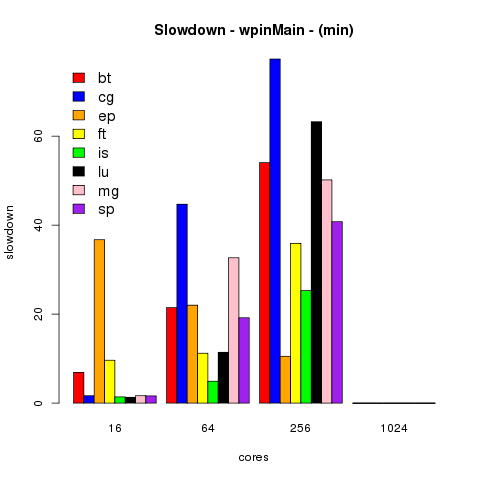 Slowdown - wpinMain - (min)
bt
cg
ep
ft
is
lu
mg
sp
slowdown
60
40
20
0
16 64 256 1024
cores